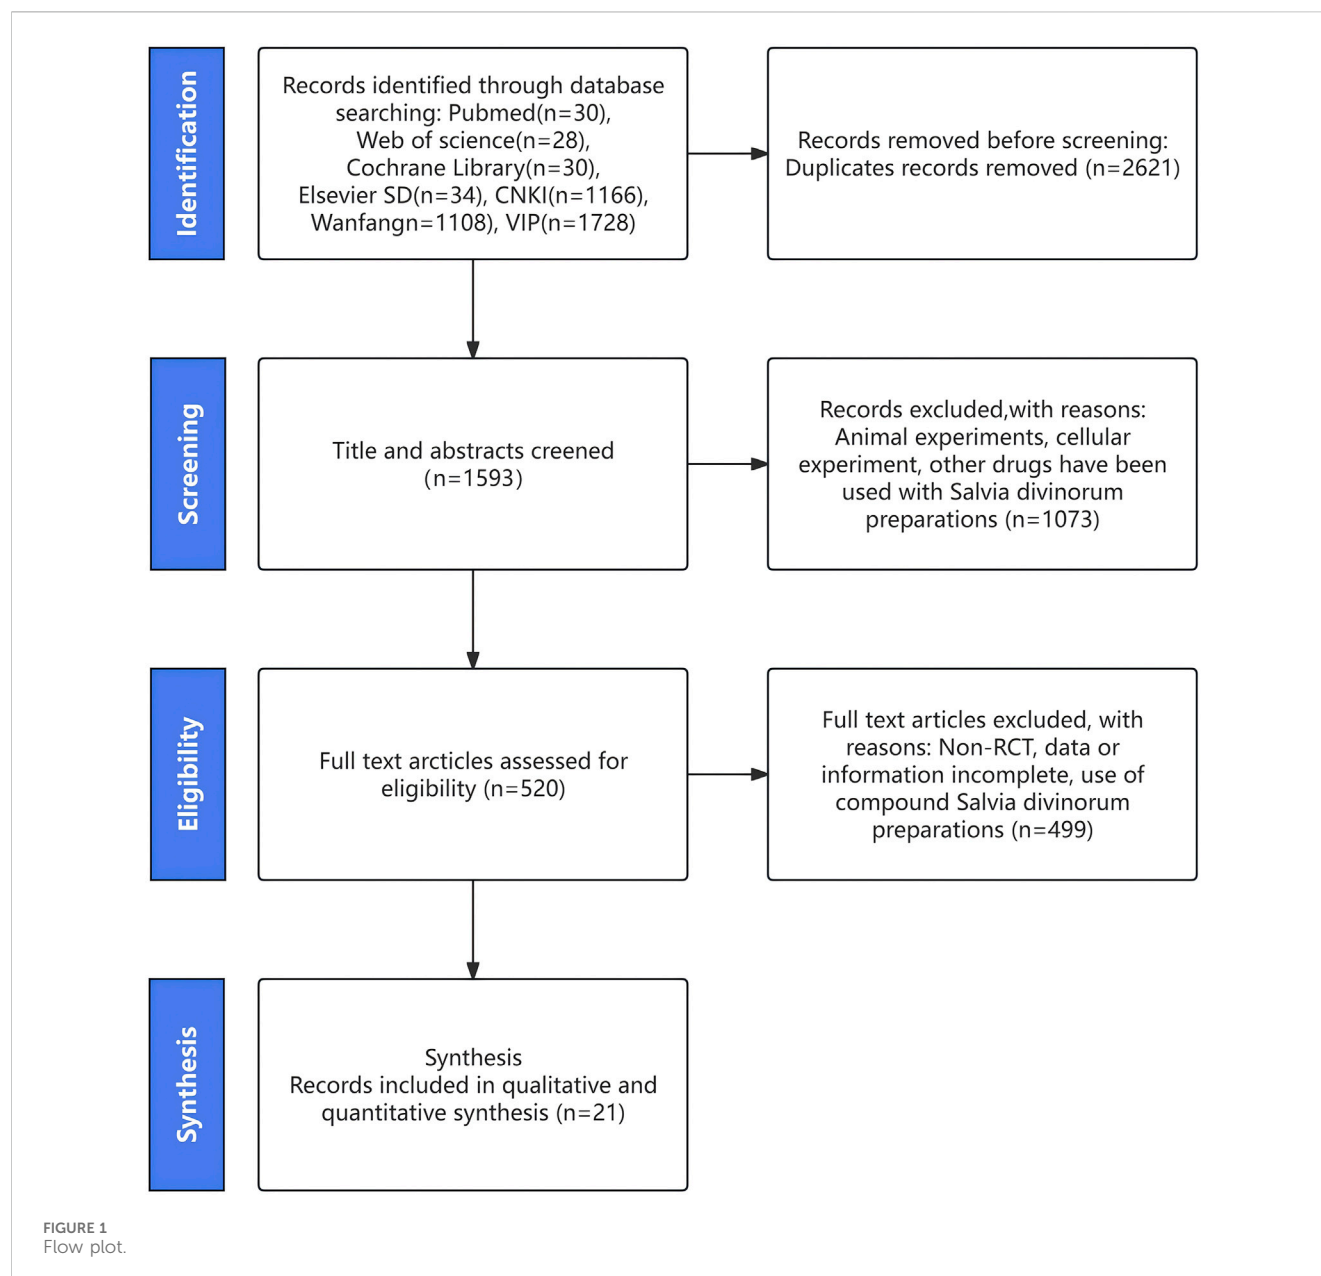 Identification
Records identified through database
searching: Pubmed(n=30),
Web of science(n=28),
Cochrane Library(n=30),
Elsevier SD(n=34), CNKI(n=1166),
Wanfangn=1108), VIP(n=1728)
Records removed before screening:
Duplicates records removed (n=2621)
Screening
Title and abstracts creened
(n=1593)
Records excluded,with reasons:
Animal experiments, cellular
experiment, other drugs have been
used with Salvia divinorum
preparations (n=1073)
Eligibility
Full text arcticles assessed for
eligibility (n=520)
Full text articles excluded, with
reasons: Non-RCT, data or
information incomplete, use of
compound Salvia divinorum
preparations (n=499)
Synthesis
Synthesis
Records included in qualitative and
quantitative synthesis (n=21)
FIGURE 1
Flow plot.